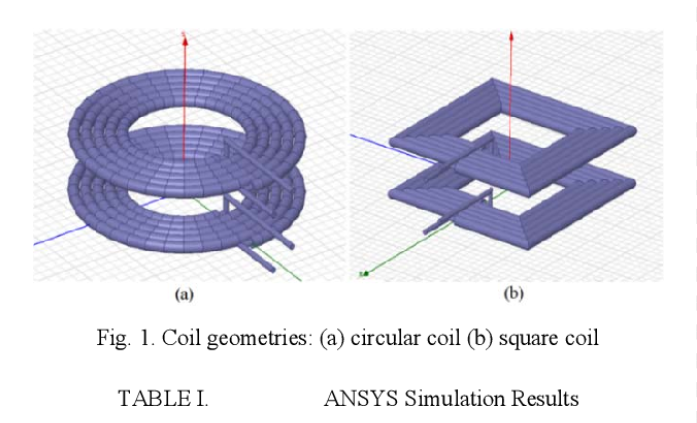 (a)
(b)
Fig. 1. Coil geometries: (a) circular coil (b) square coil
TABLE I. ANSYS Simulation Results